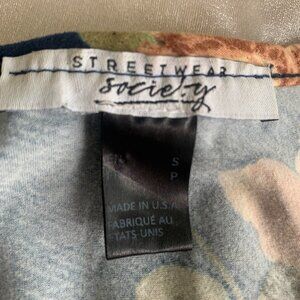 STREETWEAR
society
S
P
MADE IN U.S.A
FABRIQUÉ AU
ÉTATS UNIS